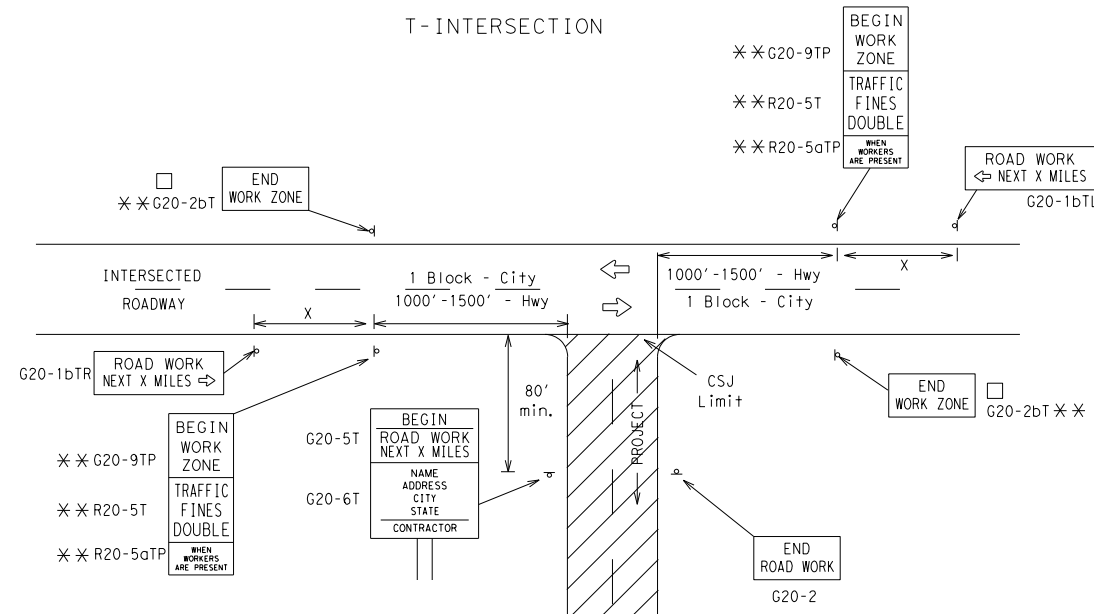 T-INTERSECTION
BEGIN
WORK
ZONE
TRAFFIC
FINES
DOUBLE
WHEN
WORKERS
ARE PRESENT
**G20-9TP
**R20-5T
**R20-5aTP
ROAD WORK
⇦ NEXT X MILES
G20-1bTL
END
WORK ZONE
□
**G20-2bT
INTERSECTED
ROADWAY
1 Block - City
1000'-1500' - Hwy
1000'-1500' - Hwy
1 Block - City
X
X
G20-1bTR
ROAD WORK
NEXT X MILES ⇨
80'
min.
PROJECT
CSJ
Limit
END
WORK ZONE
□
G20-2bT **
BEGIN
WORK
ZONE
TRAFFIC
FINES
DOUBLE
WHEN
WORKERS
ARE PRESENT
** G20-9TP
** R20-5T
** R20-5aTP
G20-5T
BEGIN
ROAD WORK
NEXT X MILES
G20-6T
NAME
ADDRESS
CITY
STATE
CONTRACTOR
END
ROAD WORK
G20-2